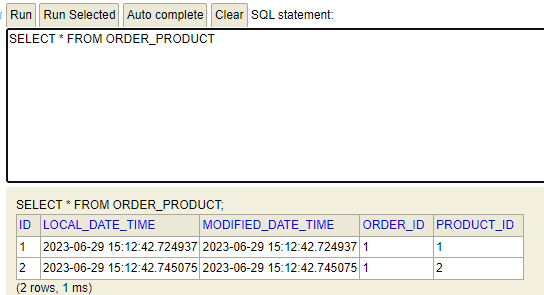 Run Run Selected Auto complete Clear SQL statement:
SELECT * FROM ORDER_PRODUCT
SELECT * FROM ORDER_PRODUCT;
ID LOCAL_DATE_TIME MODIFIED_DATE_TIME ORDER_ID PRODUCT_ID
1 2023-06-29 15:12:42.724937 2023-06-29 15:12:42.724937 1 1
2 2023-06-29 15:12:42.745075 2023-06-29 15:12:42.745075 1 2
(2 rows, 1 ms)